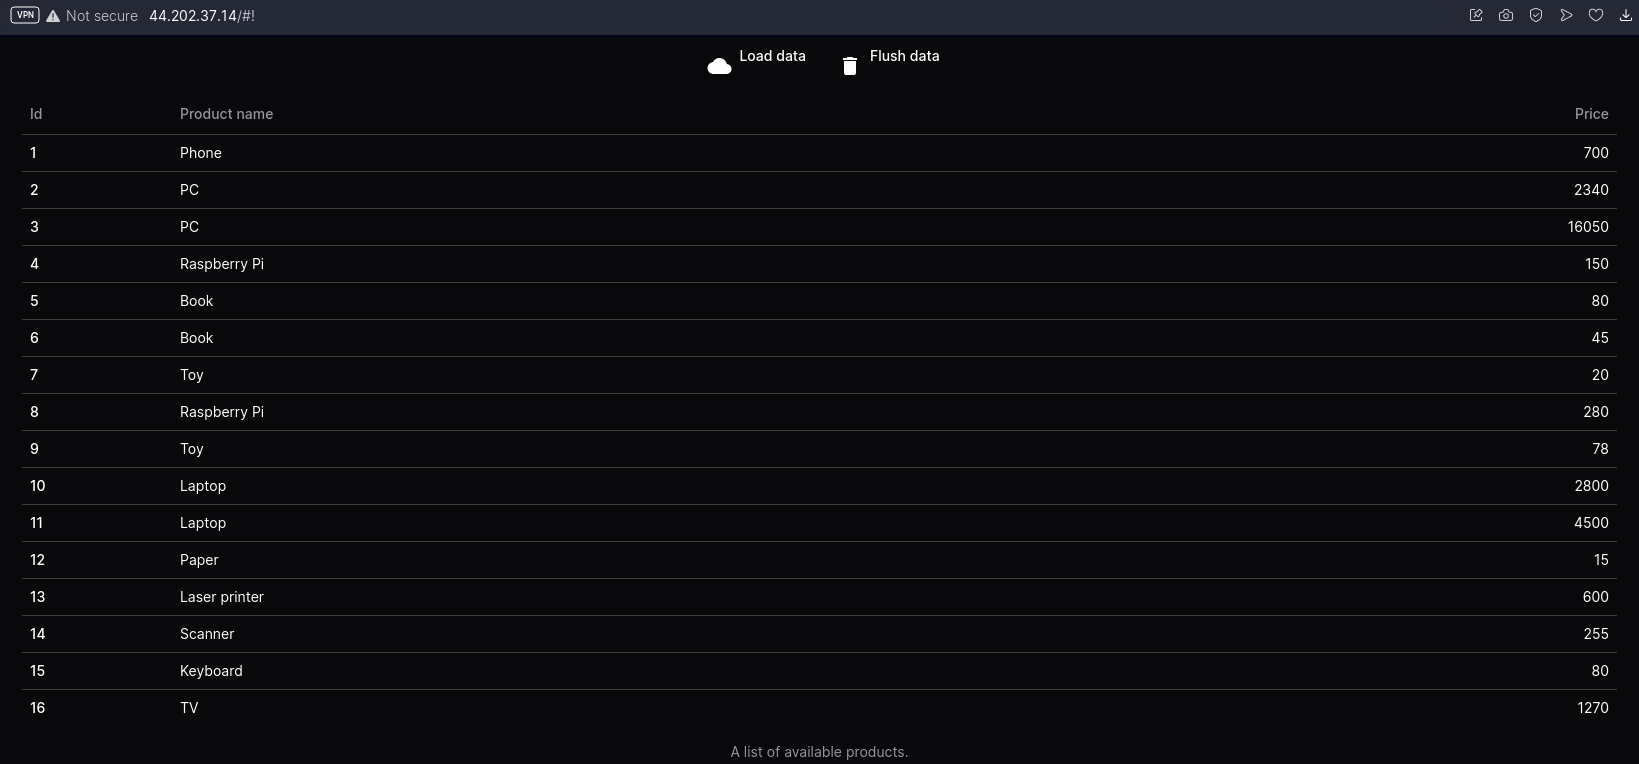 VPN Not secure 44.202.37.14/#!
Load data Flush data
Id Product name Price
1 Phone 700
2 PC 2340
3 PC 16050
4 Raspberry Pi 150
5 Book 80
6 Book 45
7 Toy 20
8 Raspberry Pi 280
9 Toy 78
10 Laptop 2800
11 Laptop 4500
12 Paper 15
13 Laser printer 600
14 Scanner 255
15 Keyboard 80
16 TV 1270
A list of available products.